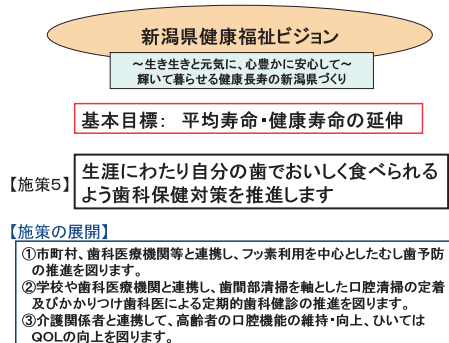 新潟県健康福祉ビジョン
～生き生きと元気に、心豊かに安心して～
輝いて暮らせる健康長寿の新潟県づくり
基本目標： 平均寿命・健康寿命の延伸
【施策５】
生涯にわたり自分の歯でおいしく食べられる
よう歯科保健対策を推進します
【施策の展開】
①市町村、歯科医療機関等と連携し、フッ素利用を中心としたむし歯予防
の推進を図ります。
②学校や歯科医療機関と連携し、歯間部清掃を軸とした口腔清掃の定着
及びかかりつけ歯科医による定期的歯科健診の推進を図ります。
③介護関係者と連携して、高齢者の口腔機能の維持・向上、ひいては
ＱＯＬの向上を図ります。